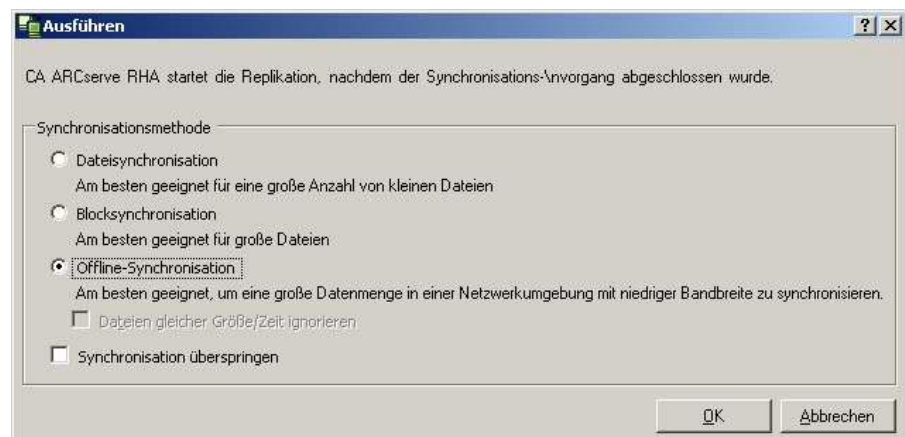 Ausführen
CA ARCserve RHA startet die Replikation, nachdem der Synchronisations-\nvorgang abgeschlossen wurde.
Synchronisationsmethode
Dateisynchronisation
Am besten geeignet für eine große Anzahl von kleinen Dateien
Blocksynchronisation
Am besten geeignet für große Dateien
Offline-Synchronisation
Am besten geeignet, um eine große Datenmenge in einer Netzwerkumgebung mit niedriger Bandbreite zu synchronisieren.
Dateien gleicher Größe/Zeit ignorieren
Synchronisation überspringen
OK Abbrechen